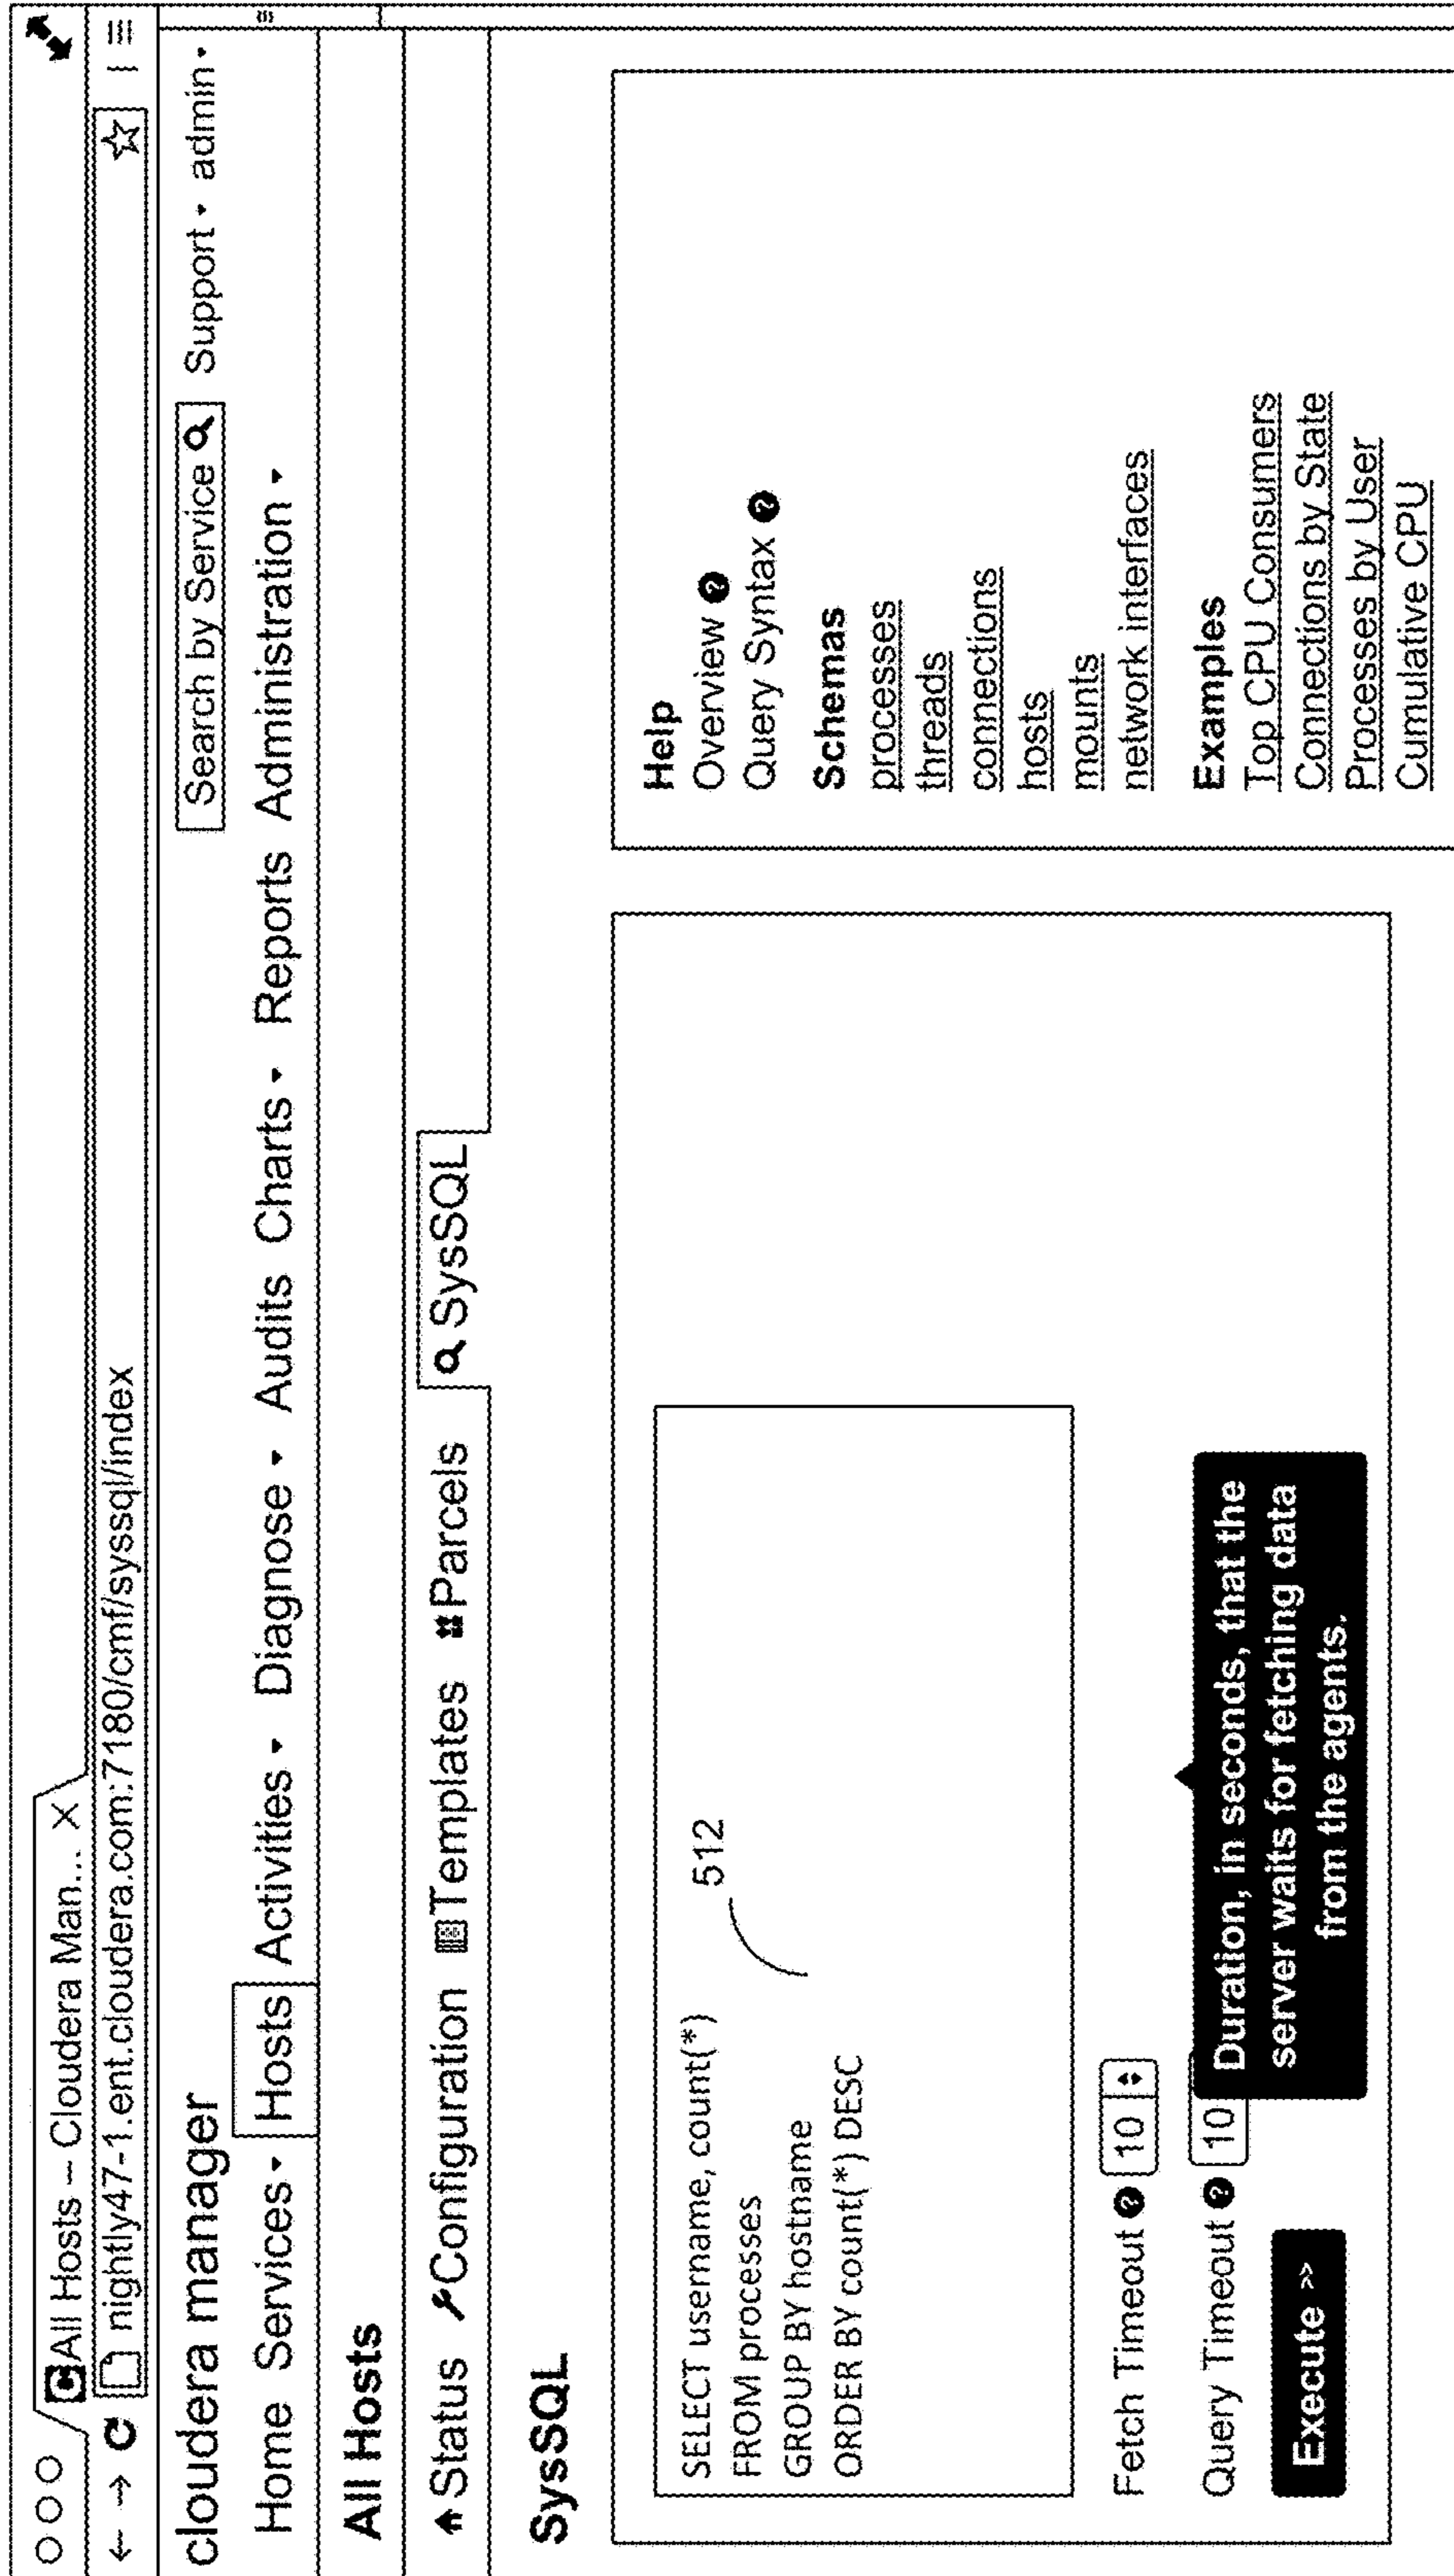 All Hosts – Cloudera Man... X
nightly47-1.ent.cloudera.com:7180/cmf/syssql/index
cloudera manager
Search by Service Support admin
Home Services Hosts Activities Diagnose Audits Charts Reports Administration
All Hosts
Status Configuration Templates Parcels SysSQL
SysSQL
SELECT username, count(*)
FROM processes
GROUP BY hostname
ORDER BY count(*) DESC
512
Fetch Timeout ? 10
Query Timeout ? 10
Duration, in seconds, that the
server waits for fetching data
from the agents.
Execute »
Help
Overview ?
Query Syntax ?
Schemas
processes
threads
connections
hosts
mounts
network interfaces
Examples
Top CPU Consumers
Connections by State
Processes by User
Cumulative CPU